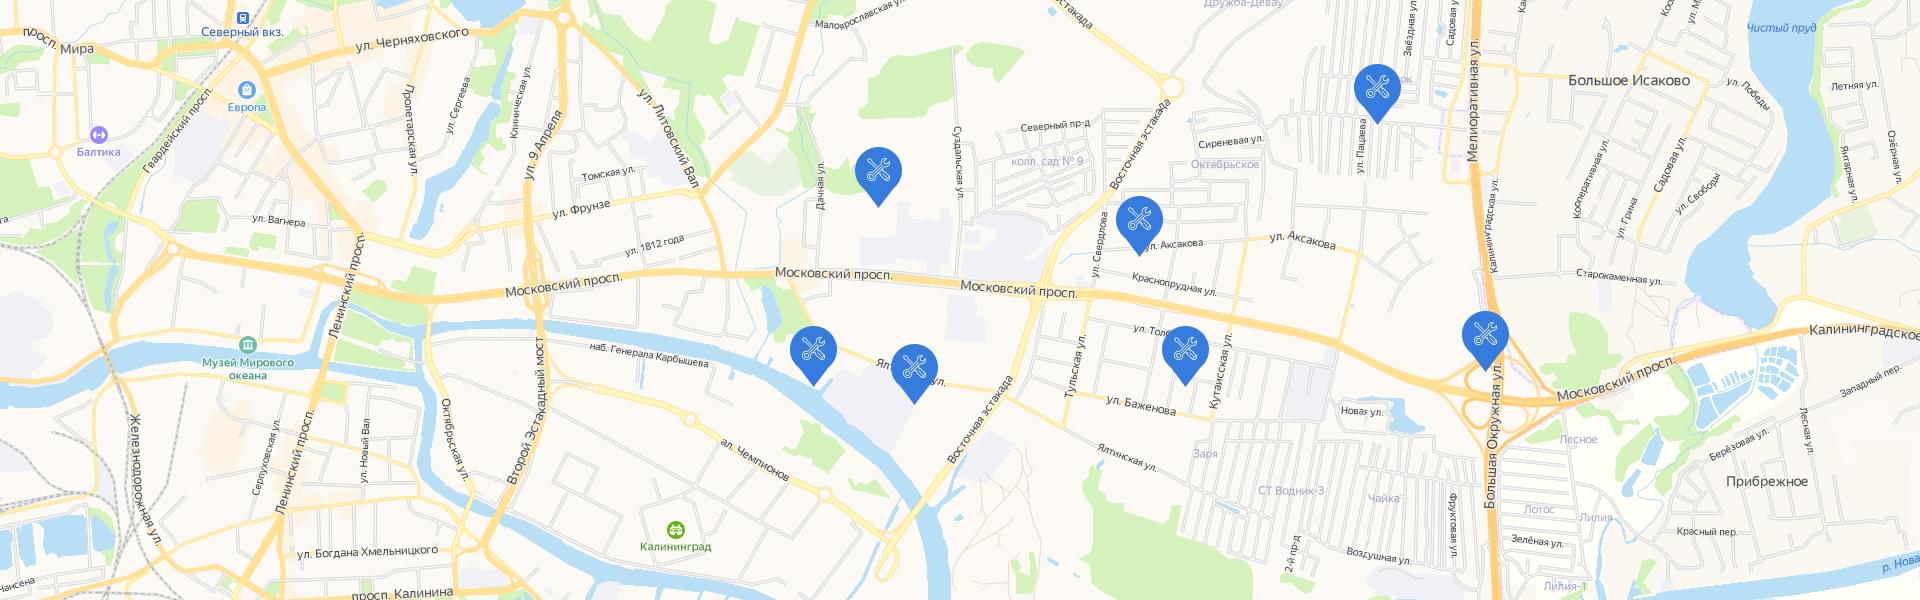 просп. Мира
Северный вкз.
ул. Черняховского
Европа
Балтика
Гвардейский просп.
Пролетарская ул.
ул. Сергеева
Клиническая ул.
ул. 9 Апреля
ул. Литовский Вал
Томская ул.
ул. Фрунзе
ул. Вагнера
ул. 1812 года
Ленинский просп.
Московский просп.
Музей Мирового
океана
наб. Генерала Карбышева
Железнодорожная ул.
Серпуховская ул.
ул. Новый Вал
Ленинский просп.
Октябрьская ул.
Второй Эстакадный мост
ал. Чемпионов
Калининград
ул. Богдана Хмельницкого
просп. Калинина
Малоярославская ул.
эстакада
Дачная ул.
Суздальская ул.
Северный пр-д
колл. сад № 9
Восточная эстакада
Московский просп.
Московский просп.
Восточная эстакада
Дружба-Девау
Сиреневая ул.
Октябрьское
ул. Свердлова
ул. Аксакова
ул. Аксакова
Краснопрудная ул.
Тульская ул.
Кутаисская ул.
ул. Баженова
Ялтинская ул.
Заря
СТ Водник-3
Чайка
Новая ул.
2-й пр-д
Воздушная ул.
Фруктовая ул.
ул. Пацаева
Звёздная ул.
Садовая ул.
Мелиоративная ул.
Калининградская ул.
Большая Окружная ул.
Большое Исаково
ул. Победы
Чистый пруд
Летняя ул.
Озёрная ул.
Янтарная ул.
Кооперативная ул.
Садовая ул.
ул. Грина
ул. Свободы
Старокаменная ул.
Московский просп.
Калининградское
Западный пер.
Лесное
Берёзовая ул.
Лесная ул.
Прибрежное
Лотос
Лилия
Красный пер.
Зелёная ул.
Лилия-1
р. Нова